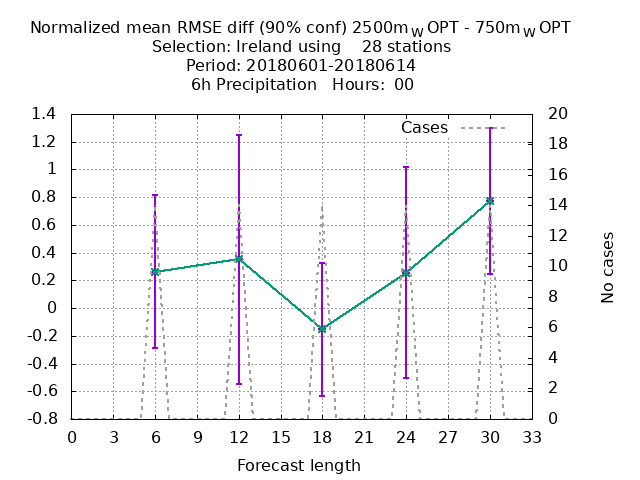 Normalized mean RMSE diff (90% conf) 2500m_W OPT - 750m_W OPT
Selection: Ireland using    28 stations
Period: 20180601-20180614
6h Precipitation   Hours:  00
Cases
1.4
1.2
1
0.8
0.6
0.4
0.2
0
-0.2
-0.4
-0.6
-0.8
20
18
16
14
12
10
8
6
4
2
0
No cases
0 3 6 9 12 15 18 21 24 27 30 33
Forecast length